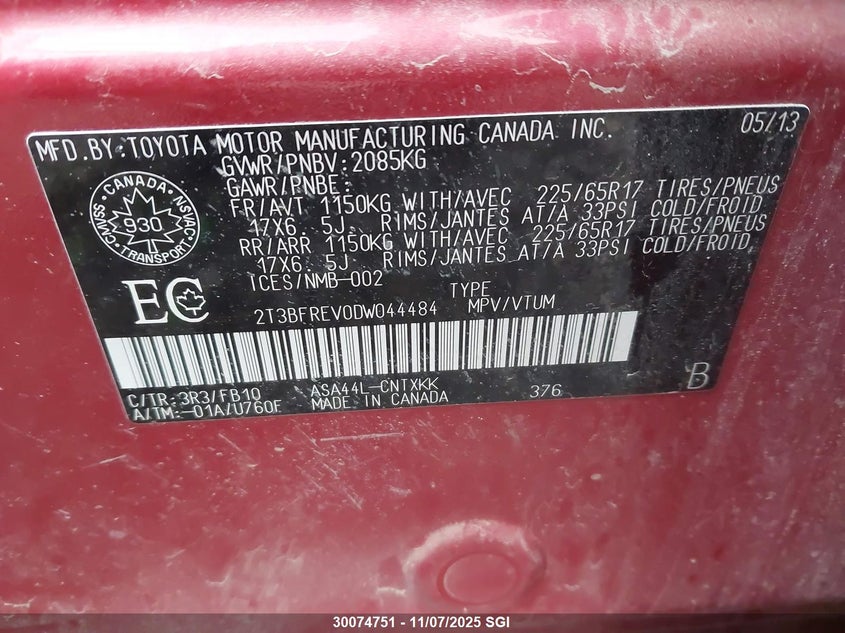 MFD.BY:TOYOTA MOTOR MANUFACTURING CANADA INC. 05/13
GVWR/PNBV:2085KG
GAWR/PNBE:
FR/AVT 1150KG WITH/AVEC 225/65R17 TIRES/PNEUS
17X6. 5J RIMS/JANTES AT/A 33PSI COLD/FROID
RR/ARR 1150KG WITH/AVEC 225/65R17 TIRES/PNEUS
17X6. 5J RIMS/JANTES AT/A 33PSI COLD/FROID
ICES/NMB-002
CANADA
CMVSS 930 NSVAC
TRANSPORT
EC
TYPE
2T3BFREV0DW044484 MPV/VTUM
C/TR:3R3/FB10 ASA44L-CNTXKK 376 B
A/TM:-01A/U760E MADE IN CANADA
30074751 - 11/07/2025 SGI